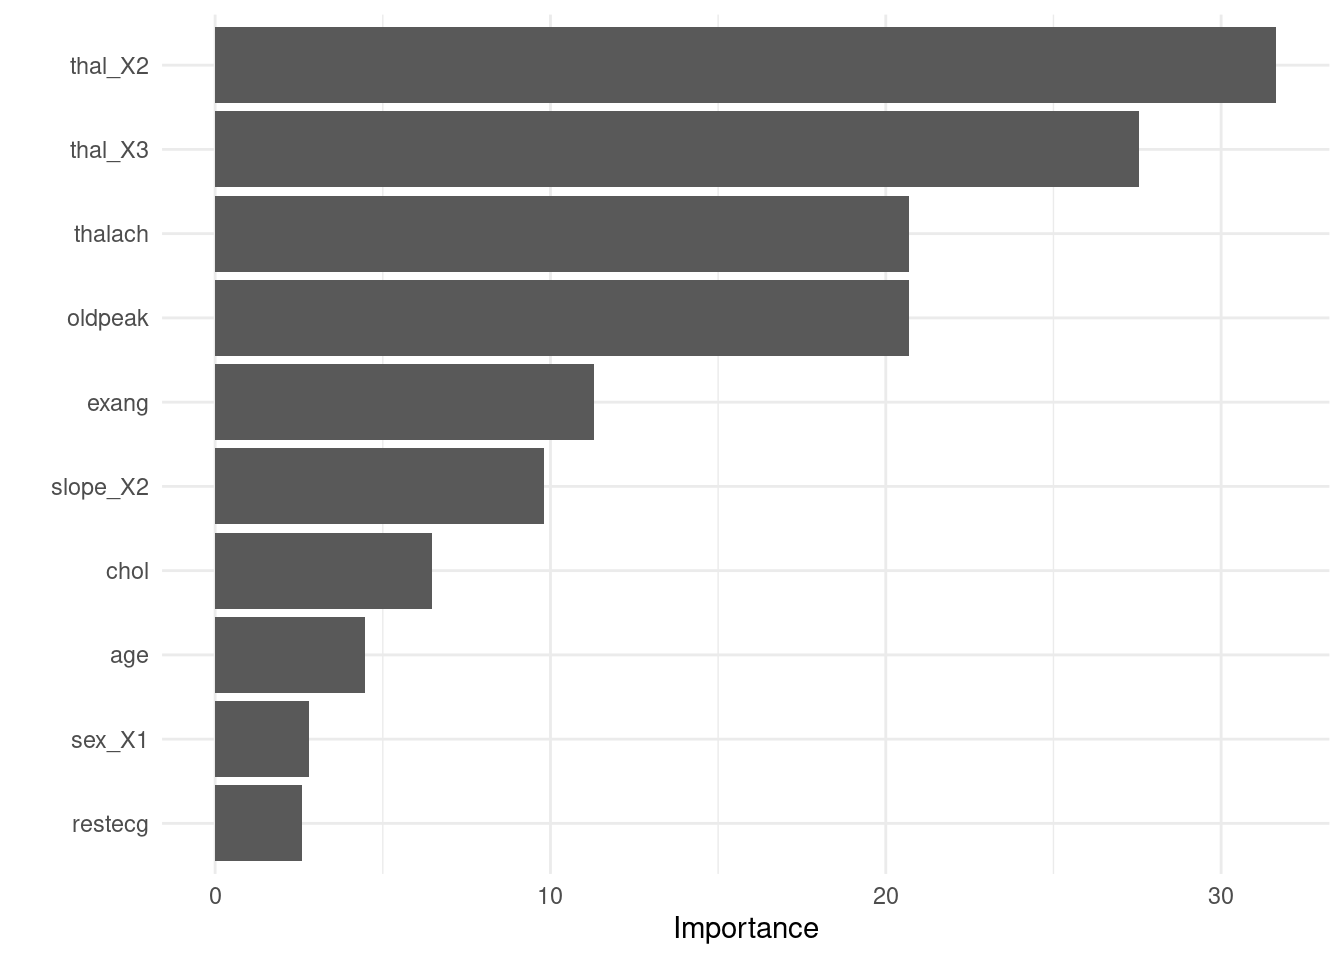 thal_X2
thal_X3
thalach
oldpeak
exang
slope_X2
chol
age
sex_X1
restecg
0 10 20 30
Importance